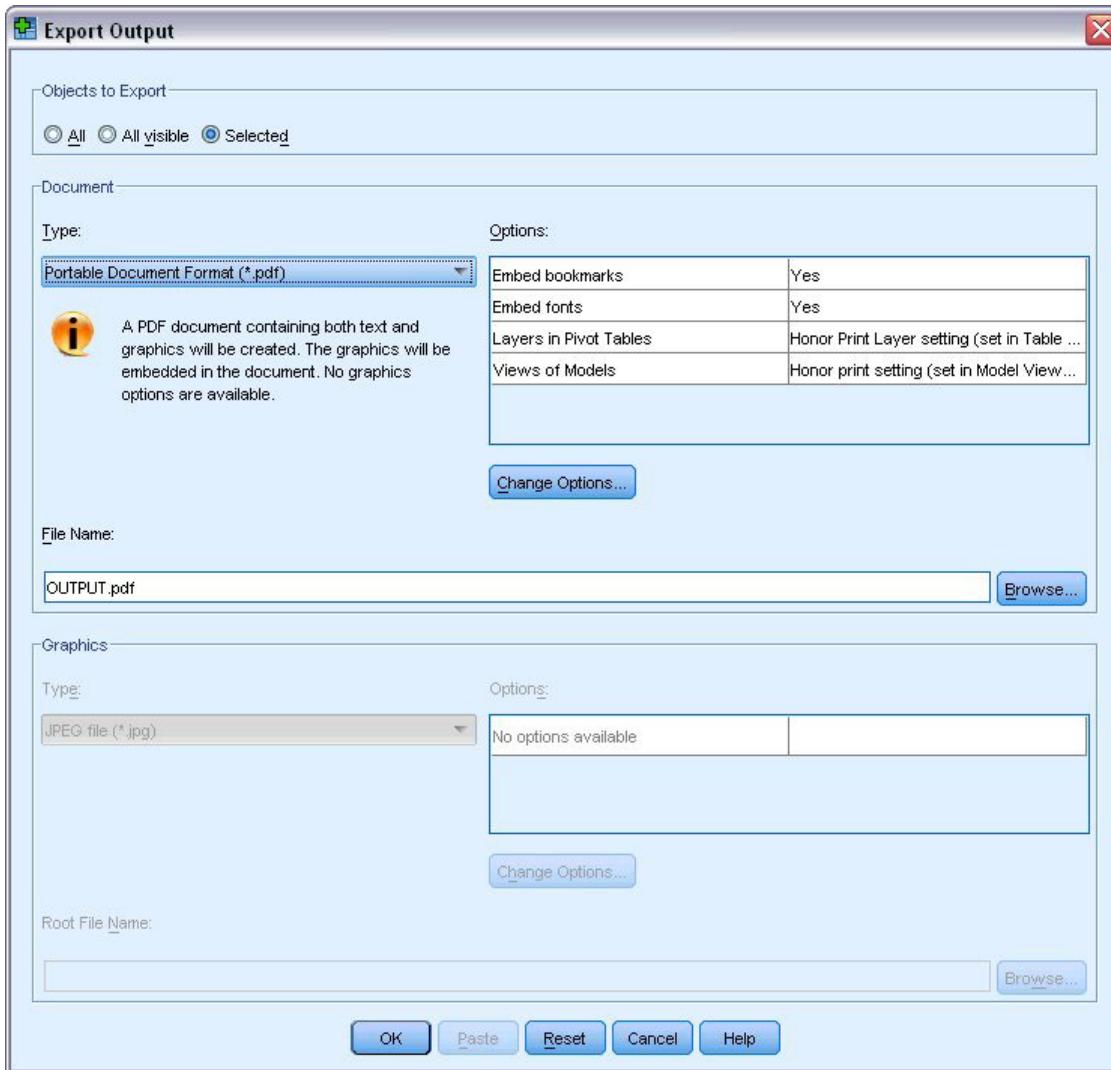 Export Output
Objects to Export
All All visible Selected
Document
Type: Options:
Portable Document Format (*.pdf)
Embed bookmarks Yes
Embed fonts Yes
Layers in Pivot Tables Honor Print Layer setting (set in Table ...
Views of Models Honor print setting (set in Model View...
A PDF document containing both text and
graphics will be created. The graphics will be
embedded in the document. No graphics
options are available.
Change Options...
File Name:
OUTPUT.pdf Browse...
Graphics
Type: Options:
JPEG file (*.jpg)
No options available
Change Options...
Root File Name:
Browse...
OK Paste Reset Cancel Help